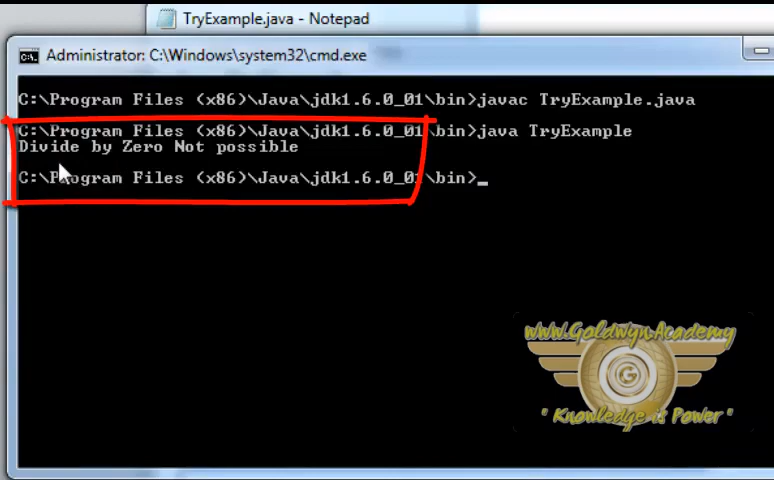 TryExample.java - Notepad
Administrator: C:\Windows\system32\cmd.exe
C:\Program Files (x86)\Java\jdk1.6.0_01\bin>javac TryExample.java
C:\Program Files (x86)\Java\jdk1.6.0_01\bin>java TryExample
Divide by Zero Not possible
C:\Program Files (x86)\Java\jdk1.6.0_01\bin>_
www.Goldwyn.Academy
G
" Knowledge is Power "